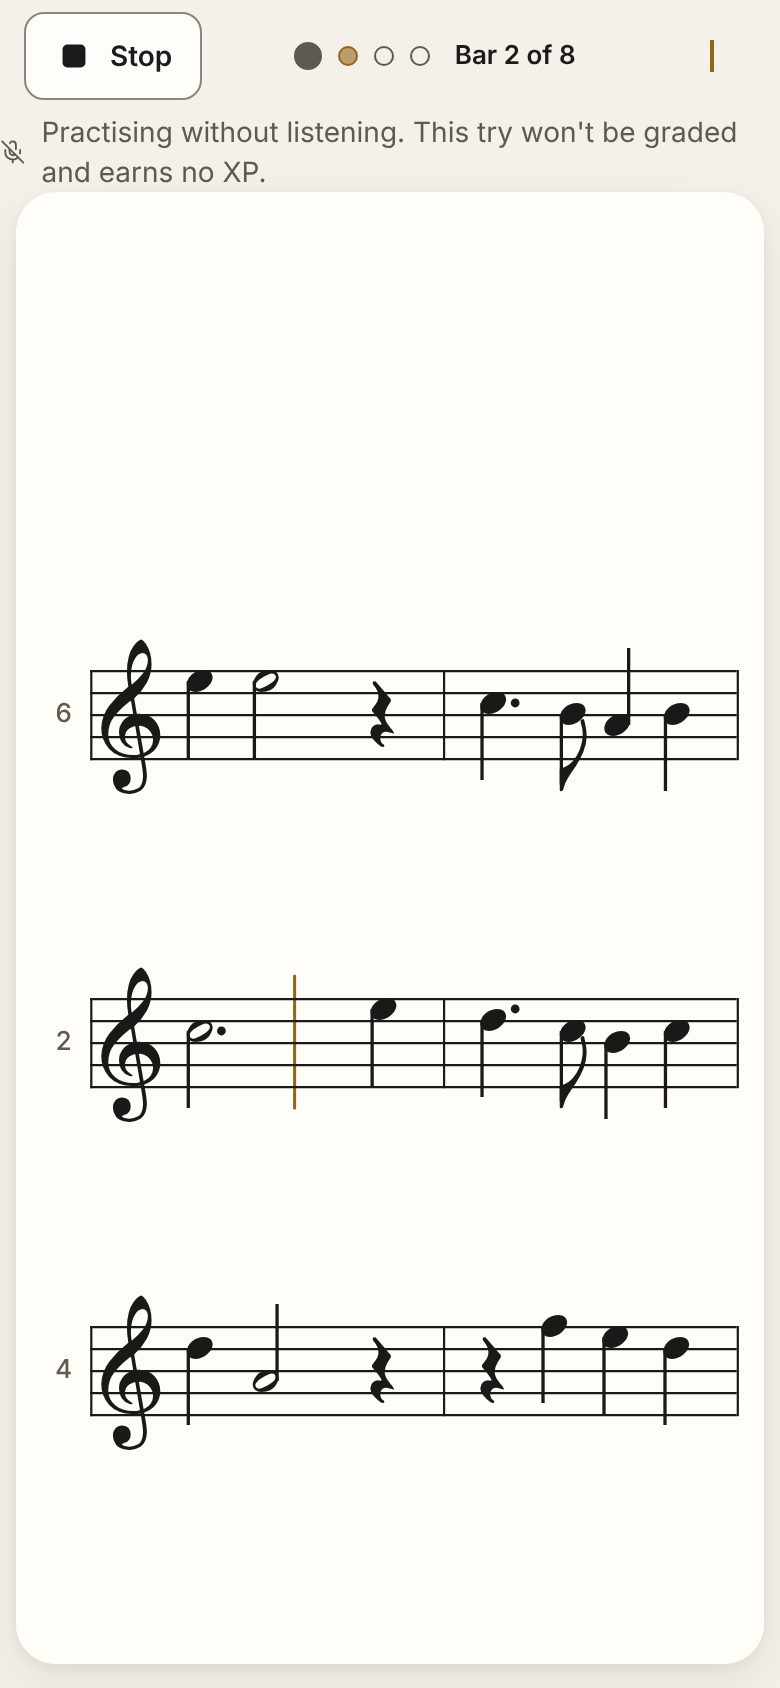 Stop
Bar 2 of 8
Practising without listening. This try won't be graded
and earns no XP.
6
2
4